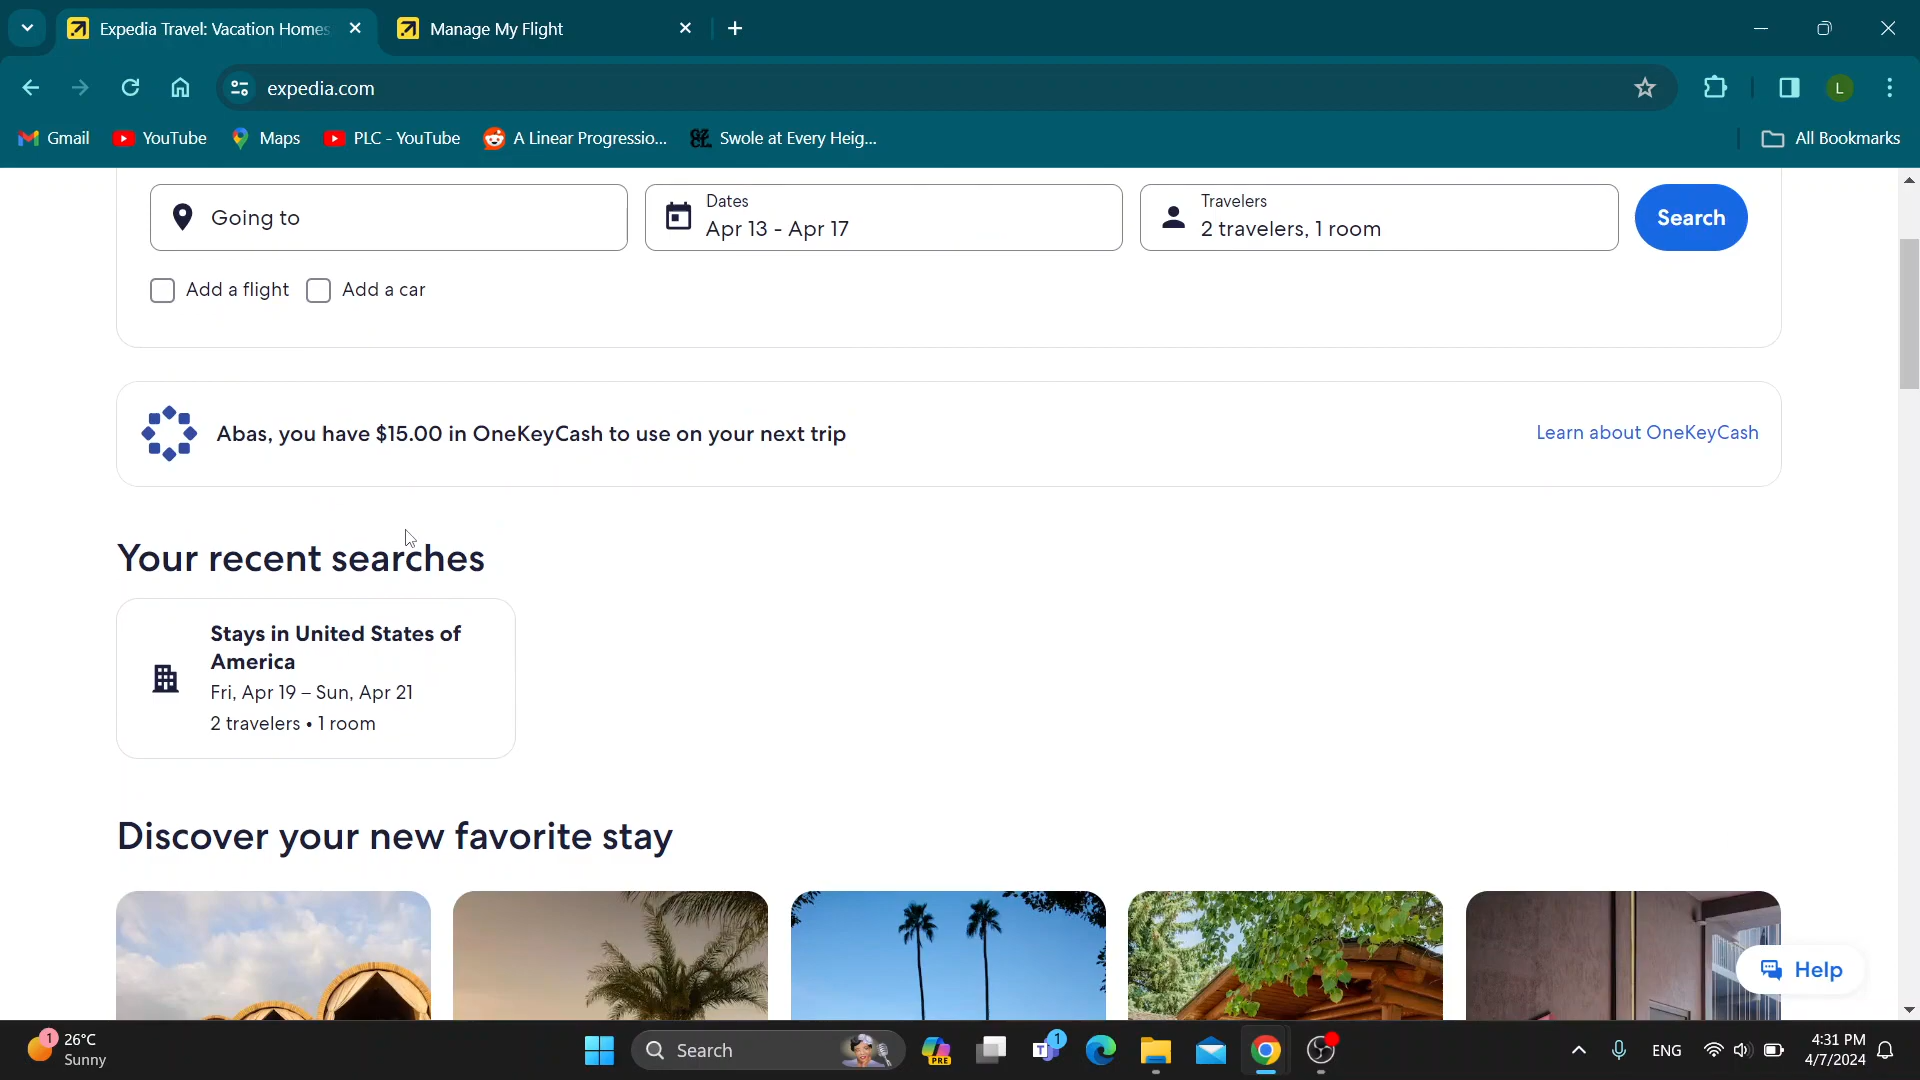 Expedia Travel: Vacation Homes
Manage My Flight
expedia.com
L
Gmail
YouTube
Maps
PLC - YouTube
A Linear Progressio...
Swole at Every Heig...
All Bookmarks
Going to
Dates
Apr 13 - Apr 17
Travelers
2 travelers, 1 room
Search
Add a flight
Add a car
Abas, you have $15.00 in OneKeyCash to use on your next trip
Learn about OneKeyCash
Your recent searches
Stays in United States of
America
Fri, Apr 19 – Sun, Apr 21
2 travelers • 1 room
Discover your new favorite stay
Help
1
26°C
Sunny
Search
PRE
1
ENG
4:31 PM
4/7/2024